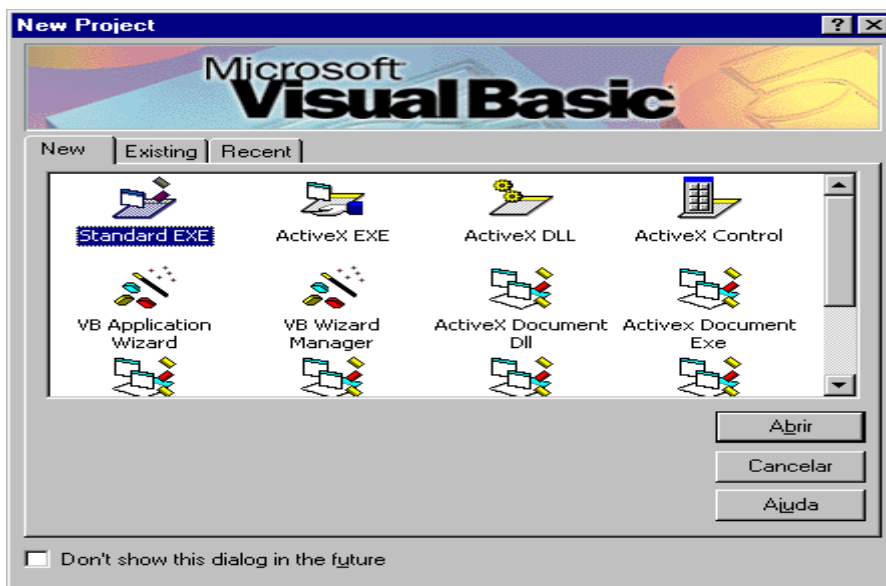 New Project
Microsoft
Visual Basic
New Existing Recent
Standard EXE ActiveX EXE ActiveX DLL ActiveX Control
VB Application Wizard
VB Wizard Manager
ActiveX Document Dll
Activex Document Exe
Abrir
Cancelar
Ajuda
Don't show this dialog in the future